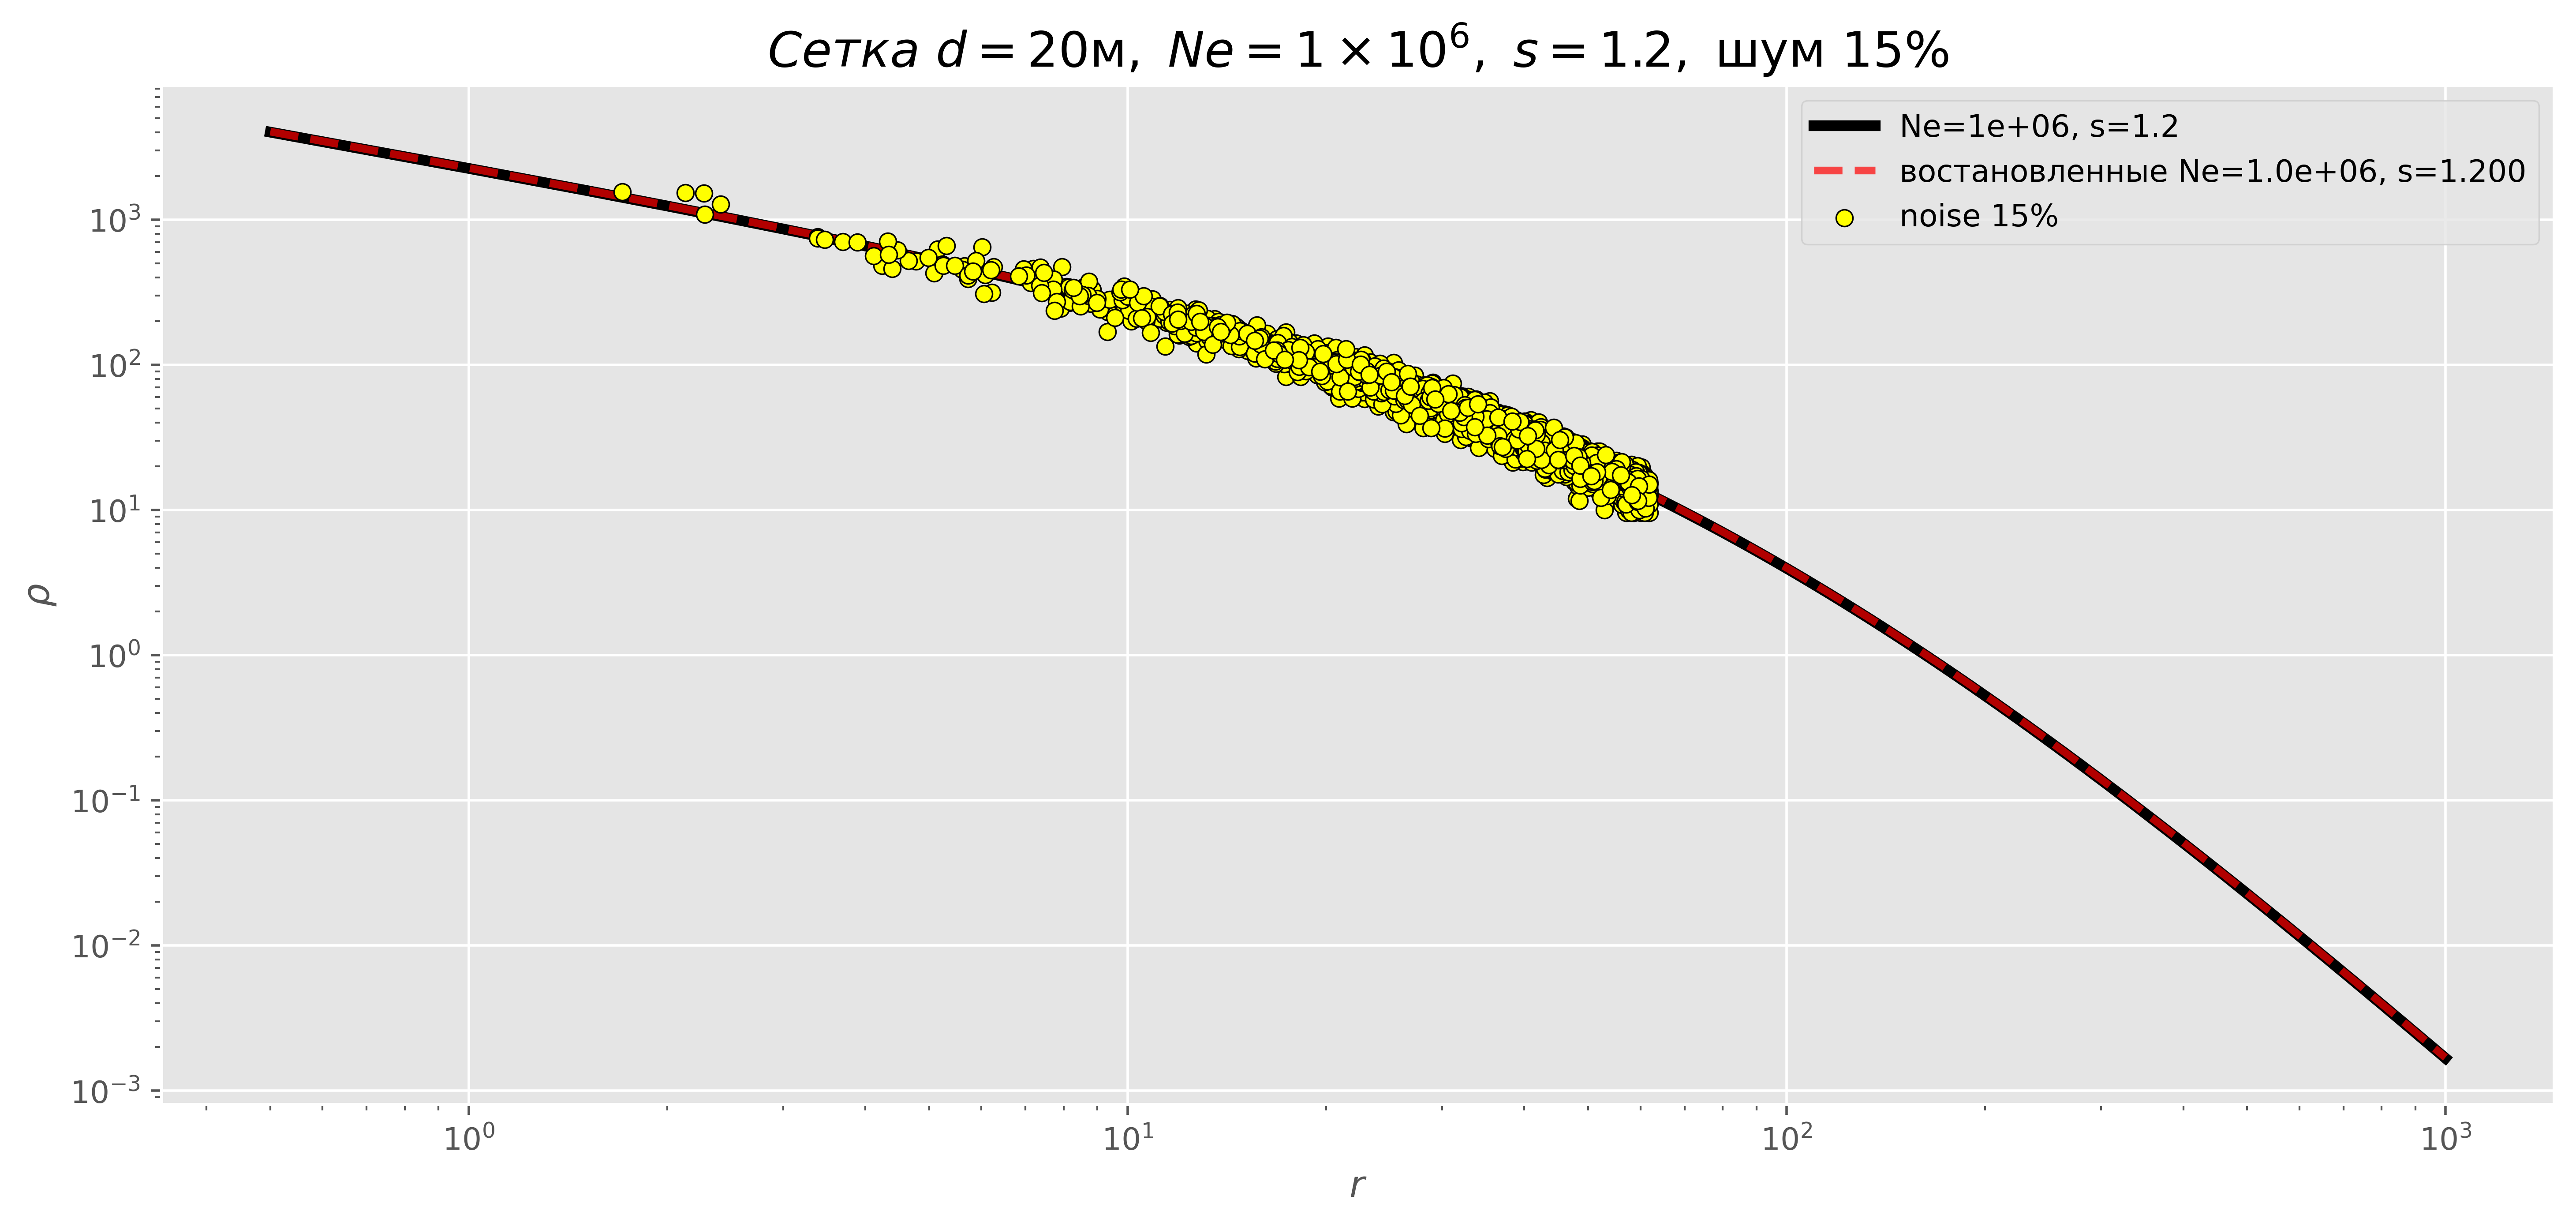 Сетка d = 20м, Ne = 1 × 10⁶, s = 1.2, шум 15%
Ne=1e+06, s=1.2
востановленные Ne=1.0e+06, s=1.200
noise 15%
10³
10²
10¹
10⁰
10⁻¹
10⁻²
10⁻³
ρ
10⁰ 10¹ 10² 10³
r